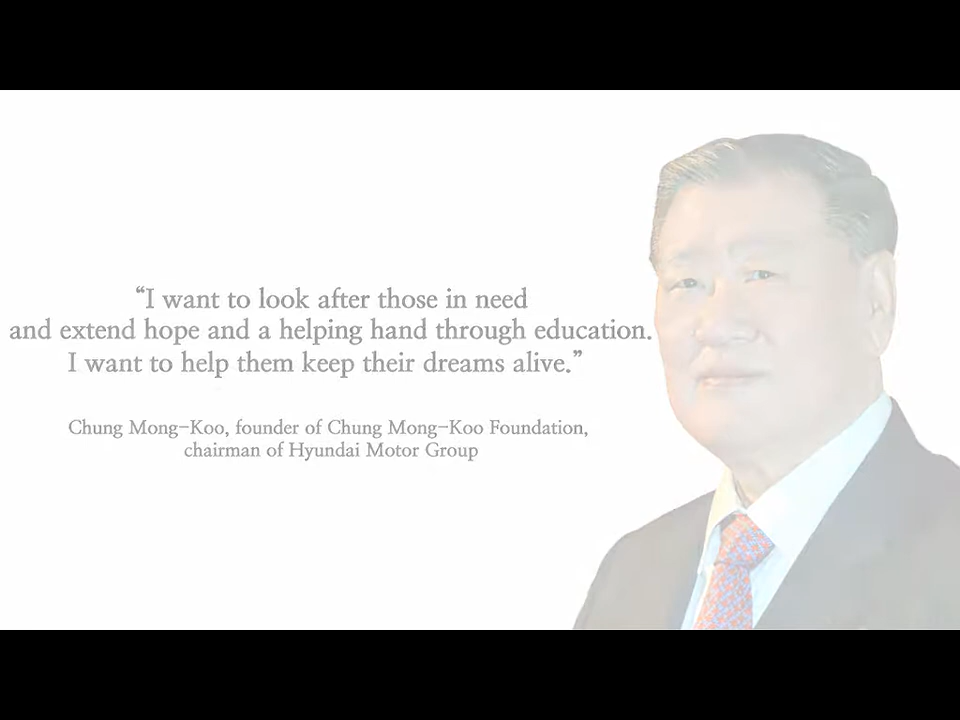 “I want to look after those in need
and extend hope and a helping hand through education.
I want to help them keep their dreams alive.”
Chung Mong-Koo, founder of Chung Mong-Koo Foundation,
chairman of Hyundai Motor Group